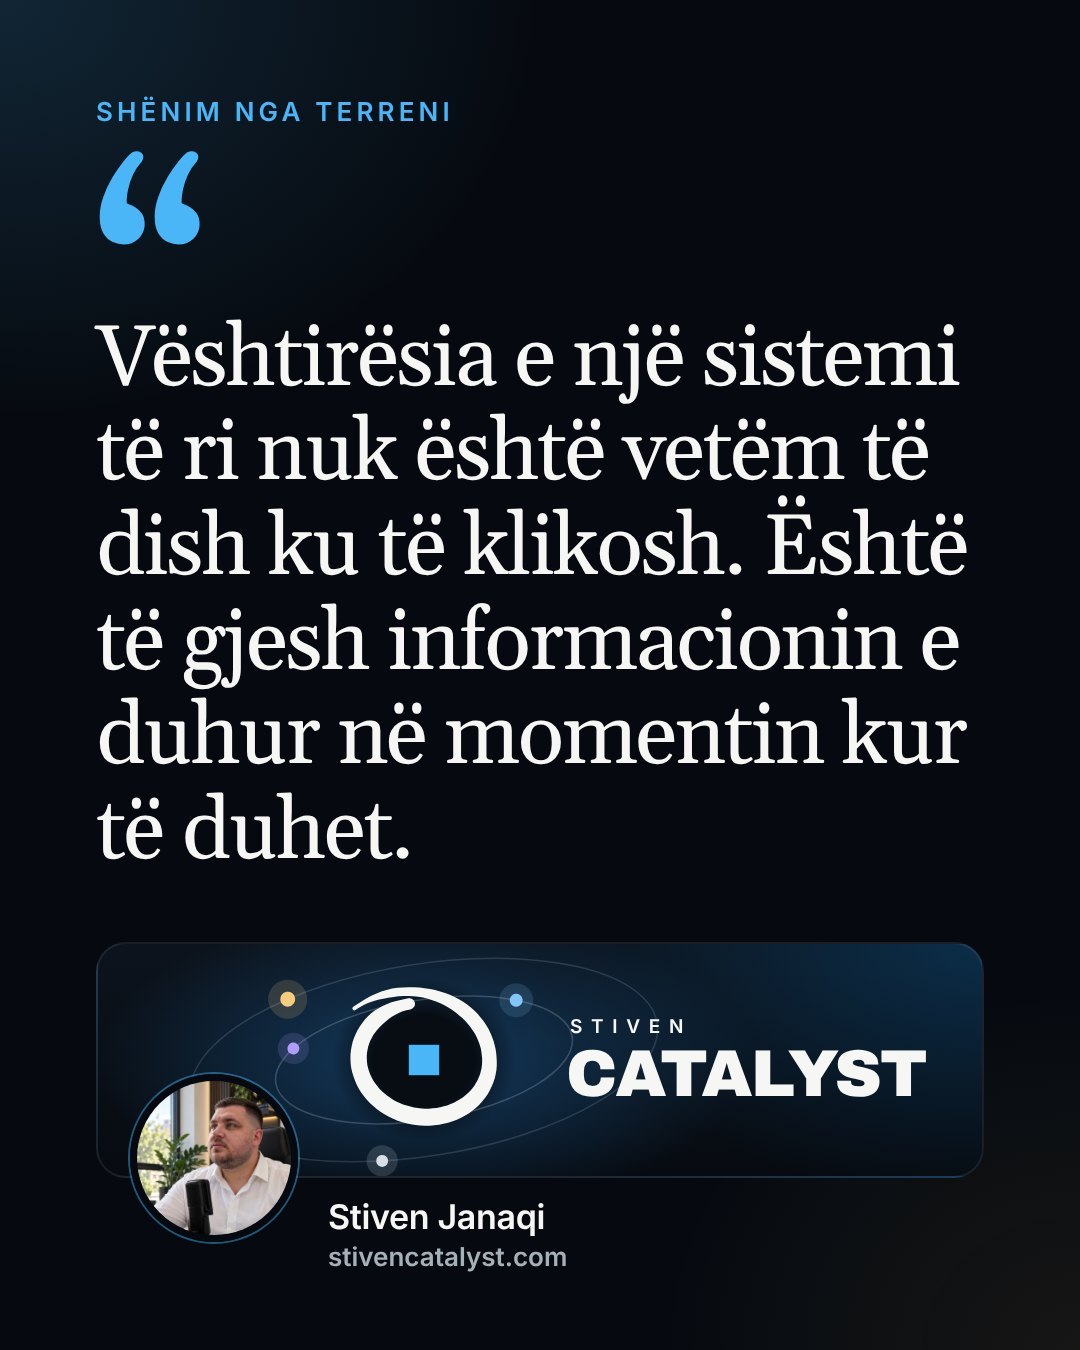 SHËNIM NGA TERRENI
“
Vështirësia e një sistemi
të ri nuk është vetëm të
dish ku të klikosh. Është
të gjesh informacionin e
duhur në momentin kur
të duhet.
STIVEN
CATALYST
Stiven Janaqi
stivencatalyst.com